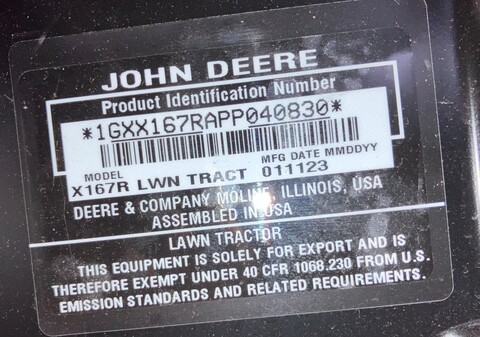 JOHN DEERE
Product Identification Number
*1GXX167RAPP040830*
MODEL MFG DATE MMDDYY
X167R LWN TRACT 011123
DEERE & COMPANY MOLINE, ILLINOIS, USA
ASSEMBLED IN USA
LAWN TRACTOR
THIS EQUIPMENT IS SOLELY FOR EXPORT AND IS
THEREFORE EXEMPT UNDER 40 CFR 1068.230 FROM U.S.
EMISSION STANDARDS AND RELATED REQUIREMENTS.